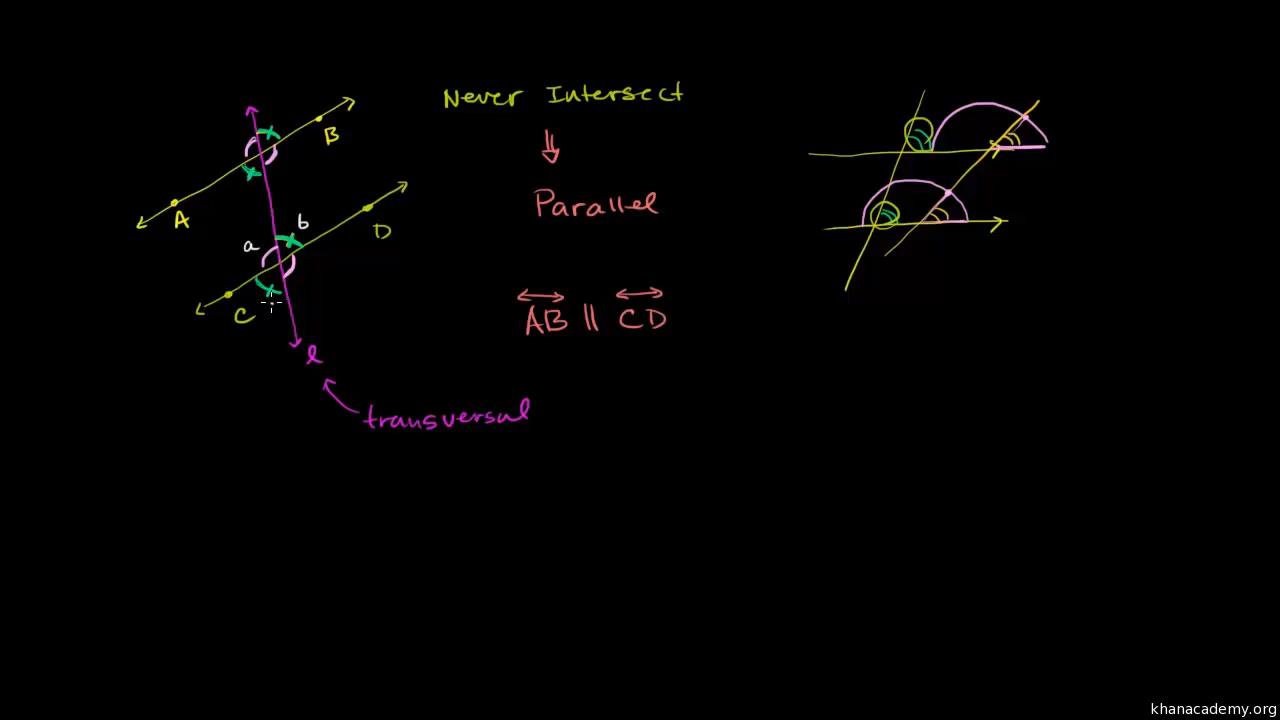 Never Intersect
⇓
Parallel
B
A
b
a
D
C
AB || CD
l
transversal
khanacademy.org